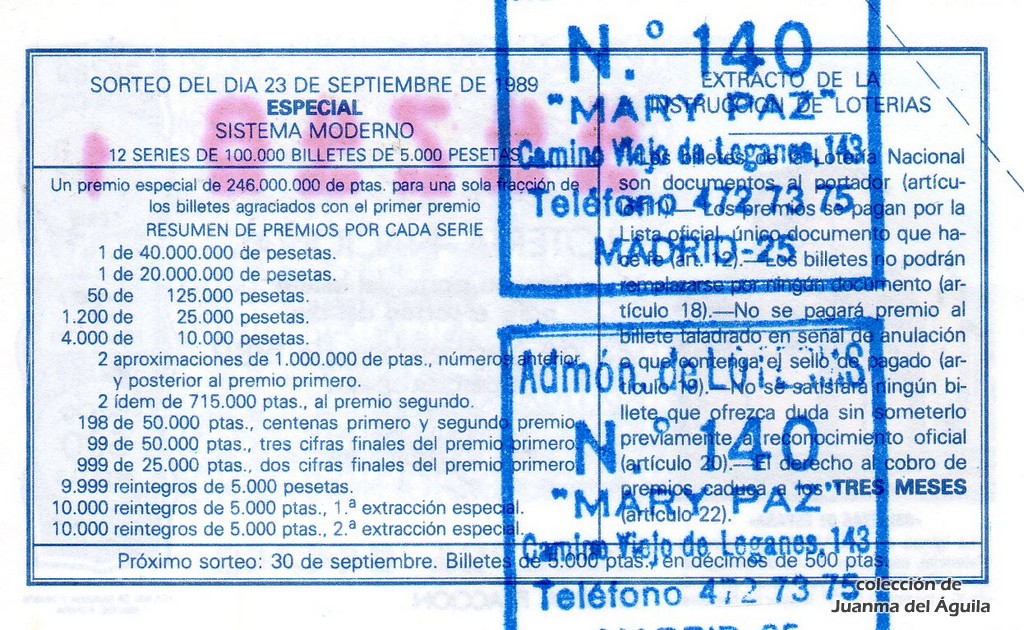 SORTEO DEL DIA 23 DE SEPTIEMBRE DE 1989
ESPECIAL
SISTEMA MODERNO
12 SERIES DE 100.000 BILLETES DE 5.000 PESETAS
Un premio especial de 246.000.000 de ptas. para una sola fracción de
los billetes agraciados con el primer premio
RESUMEN DE PREMIOS POR CADA SERIE
1 de 40.000.000 de pesetas.
1 de 20.000.000 de pesetas.
50 de 125.000 pesetas.
1.200 de 25.000 pesetas.
4.000 de 10.000 pesetas.
2 aproximaciones de 1.000.000 de ptas., números anterior
y posterior al premio primero.
2 ídem de 715.000 ptas., al premio segundo.
198 de 50.000 ptas., centenas primero y segundo premio
99 de 50.000 ptas., tres cifras finales del premio primero
999 de 25.000 ptas., dos cifras finales del premio primero
9.999 reintegros de 5.000 pesetas.
10.000 reintegros de 5.000 ptas., 1.ª extracción especial.
10.000 reintegros de 5.000 ptas., 2.ª extracción especial.
EXTRACTO DE LA
INSTRUCCION DE LOTERIAS
Los billetes de la Lotería Nacional
son documentos al portador (artícu-
Los premios se pagan por la
Lista oficial, único documento que ha-
ce fe (art. 12).—Los billetes no podrán
remplazarse por ningún documento (ar-
tículo 18).—No se pagará premio al
billete taladrado en señal de anulación
o que contenga el sello de pagado (ar-
tículo 19).—No se satisfará ningún bi-
llete que ofrezca duda sin someterlo
previamente a reconocimiento oficial
(artículo 20).—El derecho al cobro de
premios caduca a los TRES MESES
(artículo 22).
Próximo sorteo: 30 de septiembre. Billetes de 5.000 ptas., en décimos de 500 ptas.
N.º 140
"MARY PAZ"
Camino Viejo de Leganes, 143
Teléfono 472 73 75
MADRID-25
Admón. de LOTERIAS
N.º 140
"MARY PAZ"
Camino Viejo de Leganes, 143
Teléfono 472 73 75
MADRID-25
colección de
Juanma del Águila